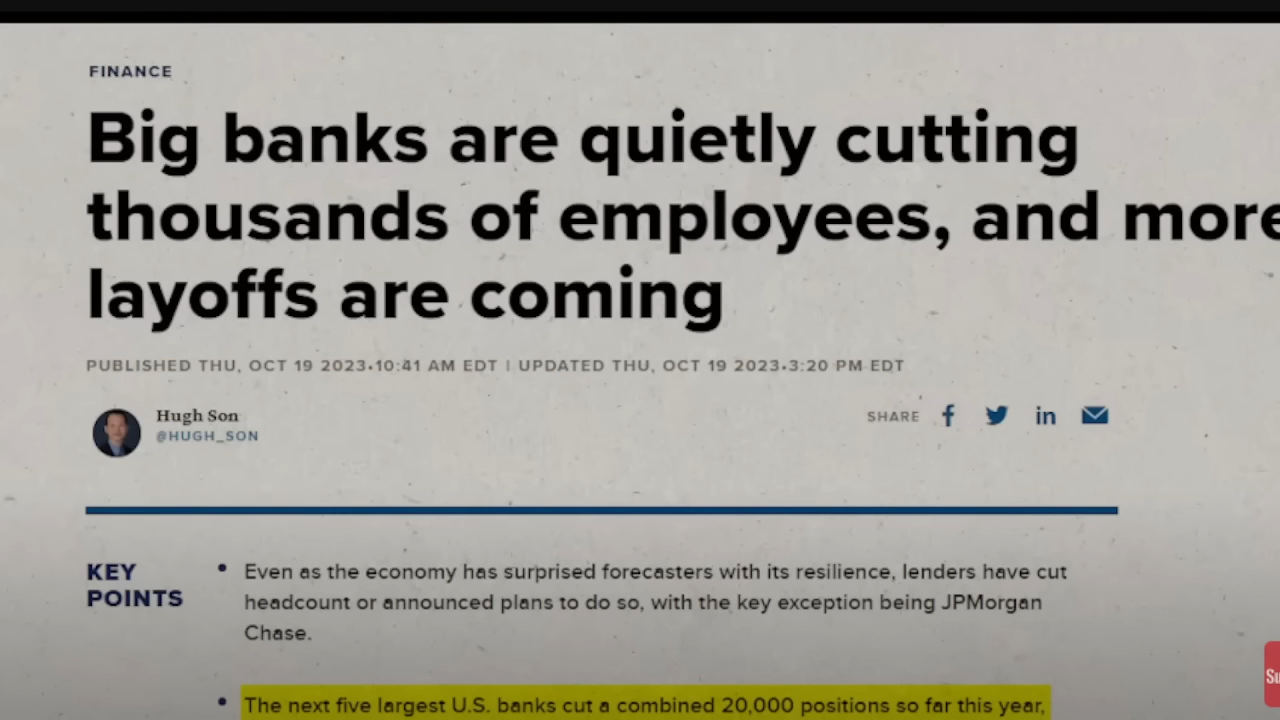 FINANCE
Big banks are quietly cutting
thousands of employees, and more
layoffs are coming
PUBLISHED THU, OCT 19 2023•10:41 AM EDT | UPDATED THU, OCT 19 2023•3:20 PM EDT
Hugh Son
@HUGH_SON
SHARE f in
KEY
POINTS
• Even as the economy has surprised forecasters with its resilience, lenders have cut
headcount or announced plans to do so, with the key exception being JPMorgan
Chase.
• The next five largest U.S. banks cut a combined 20,000 positions so far this year,